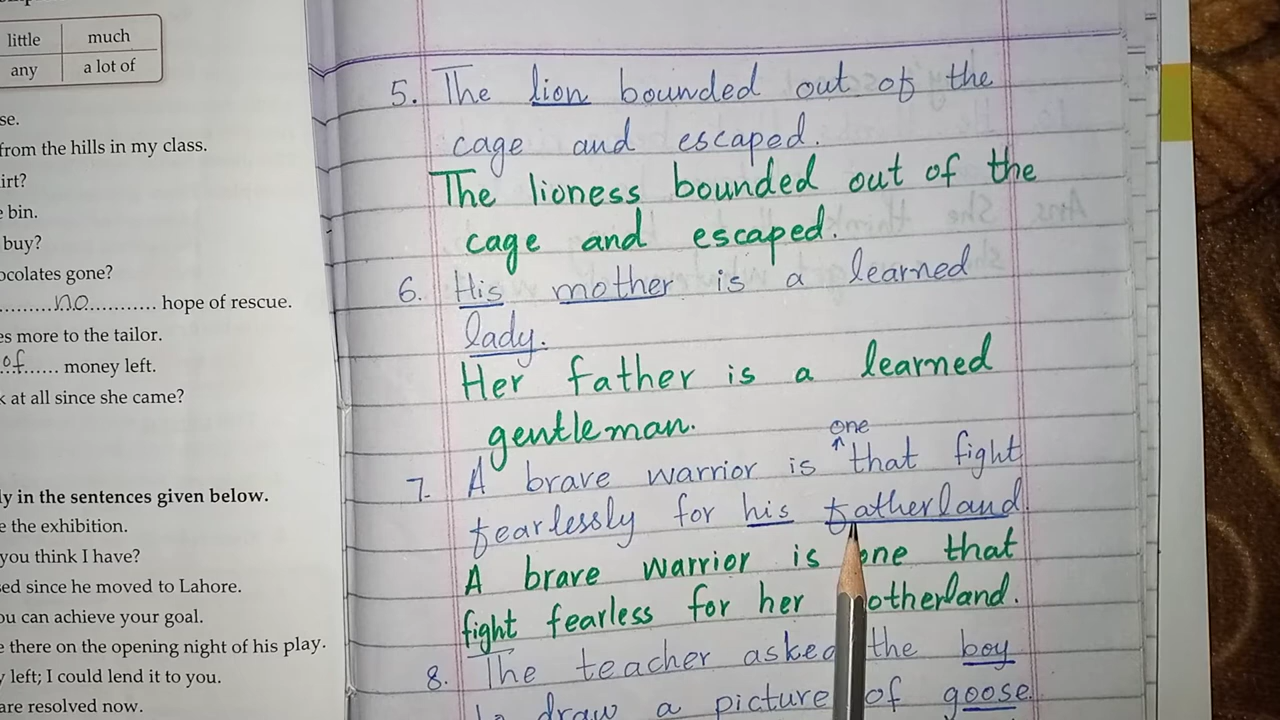 little much
any a lot of
se.
from the hills in my class.
irt?
e bin.
buy?
ocolates gone?
.........no............ hope of rescue.
es more to the tailor.
of...... money left.
k at all since she came?
ly in the sentences given below.
e the exhibition.
you think I have?
sed since he moved to Lahore.
ou can achieve your goal.
e there on the opening night of his play.
y left; I could lend it to you.
are resolved now.
5. The lion bounded out of the
cage and escaped.
The lioness bounded out of the
cage and escaped.
6. His mother is a learned
lady.
Her father is a learned
gentleman.
one
7. A brave warrior is ↑ that fight
fearlessly for his fatherland.
A brave warrior is one that
fight fearless for her otherland.
8. The teacher asked the boy
to draw a picture of goose